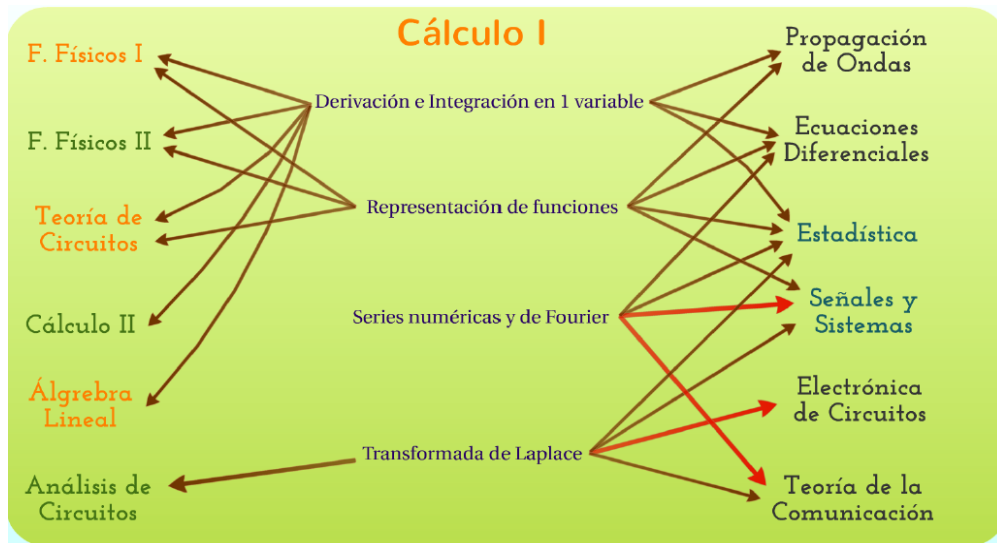 Cálculo I
F. Físicos I
F. Físicos II
Teoría de
Circuitos
Cálculo II
Álgrebra
Lineal
Análisis de
Circuitos
Derivación e Integración en 1 variable
Representación de funciones
Series numéricas y de Fourier
Transformada de Laplace
Propagación
de Ondas
Ecuaciones
Diferenciales
Estadística
Señales y
Sistemas
Electrónica
de Circuitos
Teoría de la
Comunicación